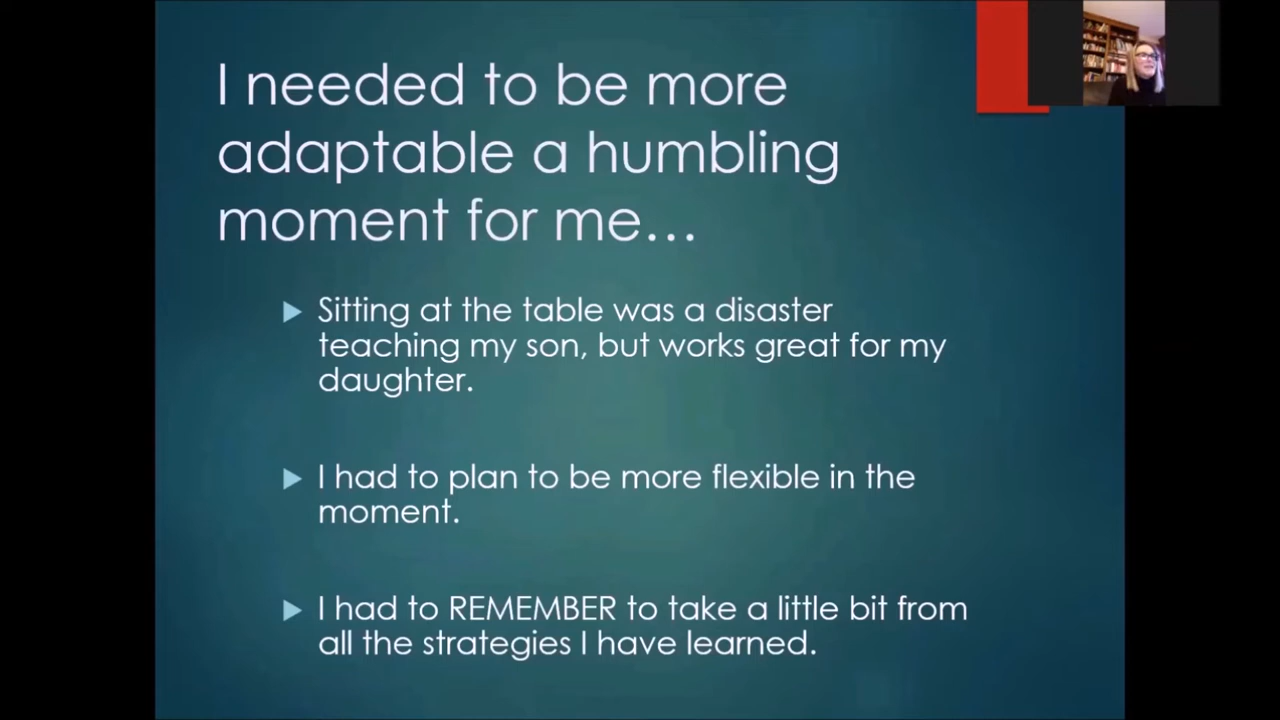 I needed to be more
adaptable a humbling
moment for me…
Sitting at the table was a disaster
teaching my son, but works great for my
daughter.
I had to plan to be more flexible in the
moment.
I had to REMEMBER to take a little bit from
all the strategies I have learned.